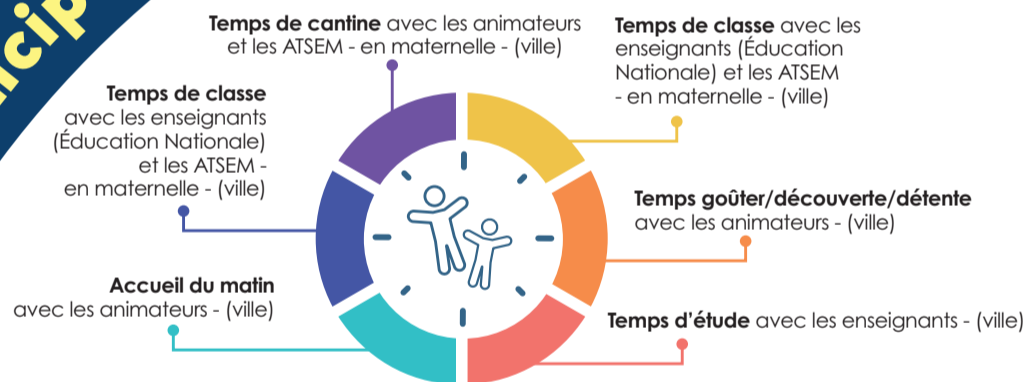 ncip
Temps de cantine avec les animateurs
et les ATSEM - en maternelle - (ville)
Temps de classe avec les
enseignants (Éducation
Nationale) et les ATSEM
- en maternelle - (ville)
Temps de classe
avec les enseignants
(Éducation Nationale)
et les ATSEM -
en maternelle - (ville)
Temps goûter/découverte/détente
avec les animateurs - (ville)
Accueil du matin
avec les animateurs - (ville)
Temps d'étude avec les enseignants - (ville)